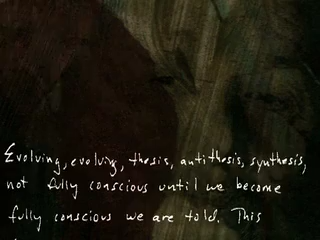 Evolving, evolving, thesis, antithesis, synthesis,
not fully conscious until we become
fully conscious we are told. This